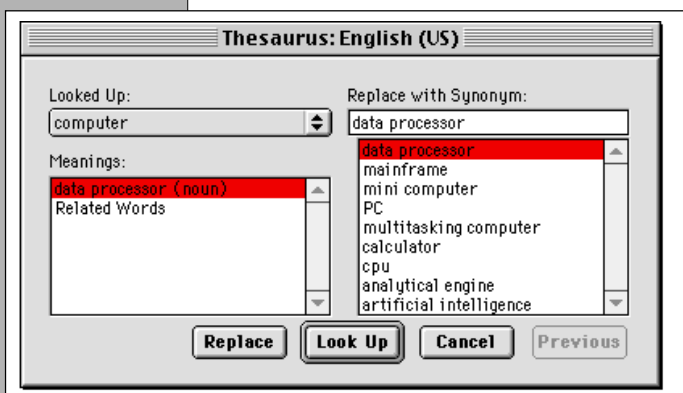 Thesaurus: English (US)
Looked Up:
computer
Meanings:
data processor (noun)
Related Words
Replace with Synonym:
data processor
data processor
mainframe
mini computer
PC
multitasking computer
calculator
cpu
analytical engine
artificial intelligence
Replace
Look Up
Cancel
Previous